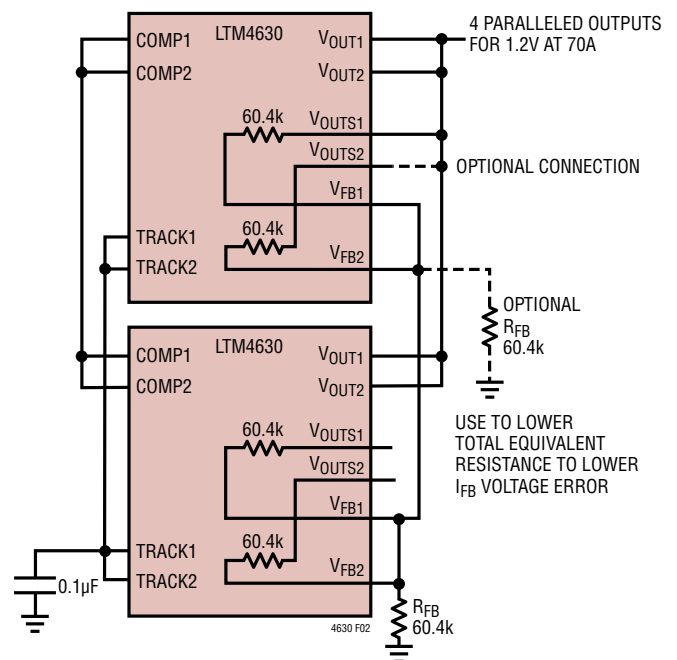 4 PARALLELED OUTPUTS
FOR 1.2V AT 70A
LTM4630
COMP1
COMP2
VOUT1
VOUT2
60.4k
VOUTS1
VOUTS2
OPTIONAL CONNECTION
VFB1
60.4k
VFB2
TRACK1
TRACK2
OPTIONAL
RFB
60.4k
LTM4630
COMP1
COMP2
VOUT1
VOUT2
USE TO LOWER
TOTAL EQUIVALENT
RESISTANCE TO LOWER
IFB VOLTAGE ERROR
60.4k
VOUTS1
VOUTS2
VFB1
60.4k
VFB2
TRACK1
TRACK2
0.1µF
RFB
60.4k
4630 F02